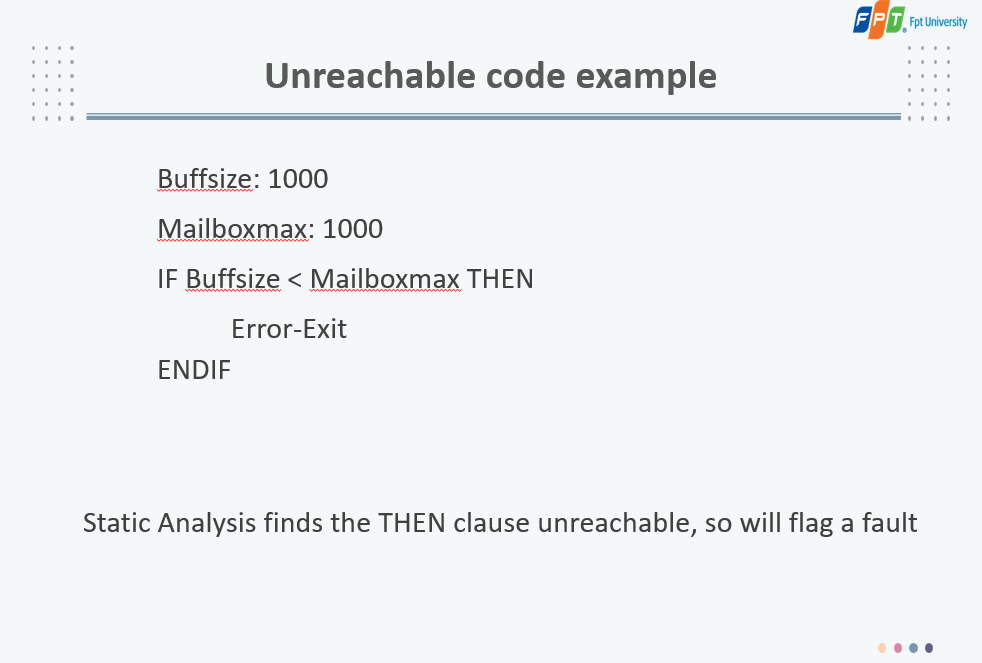 FPT Fpt University
Unreachable code example
Buffsize: 1000
Mailboxmax: 1000
IF Buffsize < Mailboxmax THEN
Error-Exit
ENDIF
Static Analysis finds the THEN clause unreachable, so will flag a fault